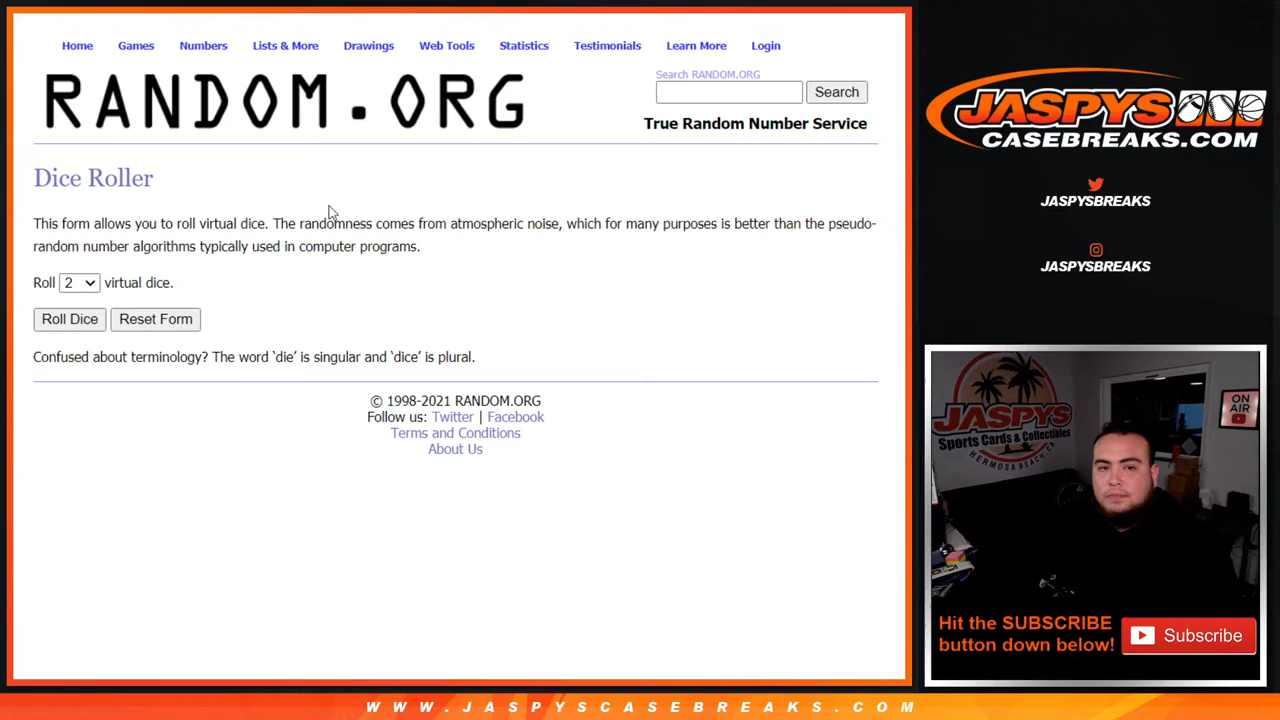 Home Games Numbers Lists & More Drawings Web Tools Statistics Testimonials Learn More Login
RANDOM.ORG
Search RANDOM.ORG
Search
True Random Number Service
Dice Roller
This form allows you to roll virtual dice. The randomness comes from atmospheric noise, which for many purposes is better than the pseudo-
random number algorithms typically used in computer programs.
Roll 2 virtual dice.
Roll Dice Reset Form
Confused about terminology? The word ‘die’ is singular and ‘dice’ is plural.
© 1998-2021 RANDOM.ORG
Follow us: Twitter | Facebook
Terms and Conditions
About Us
JASPYS
CASEBREAKS.COM
JASPYSBREAKS
JASPYSBREAKS
JASPYS
Sports Cards & Collectibles
HERMOSA BEACH, CA
ON
AIR
Hit the SUBSCRIBE
button down below!
Subscribe
WWW.JASPYSCASEBREAKS.COM